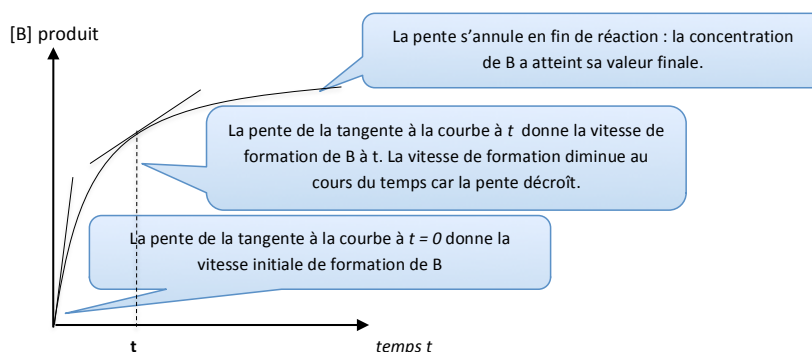 [B] produit
La pente s’annule en fin de réaction : la concentration
de B a atteint sa valeur finale.
La pente de la tangente à la courbe à t donne la vitesse de
formation de B à t. La vitesse de formation diminue au
cours du temps car la pente décroît.
La pente de la tangente à la courbe à t = 0 donne la
vitesse initiale de formation de B
t
temps t